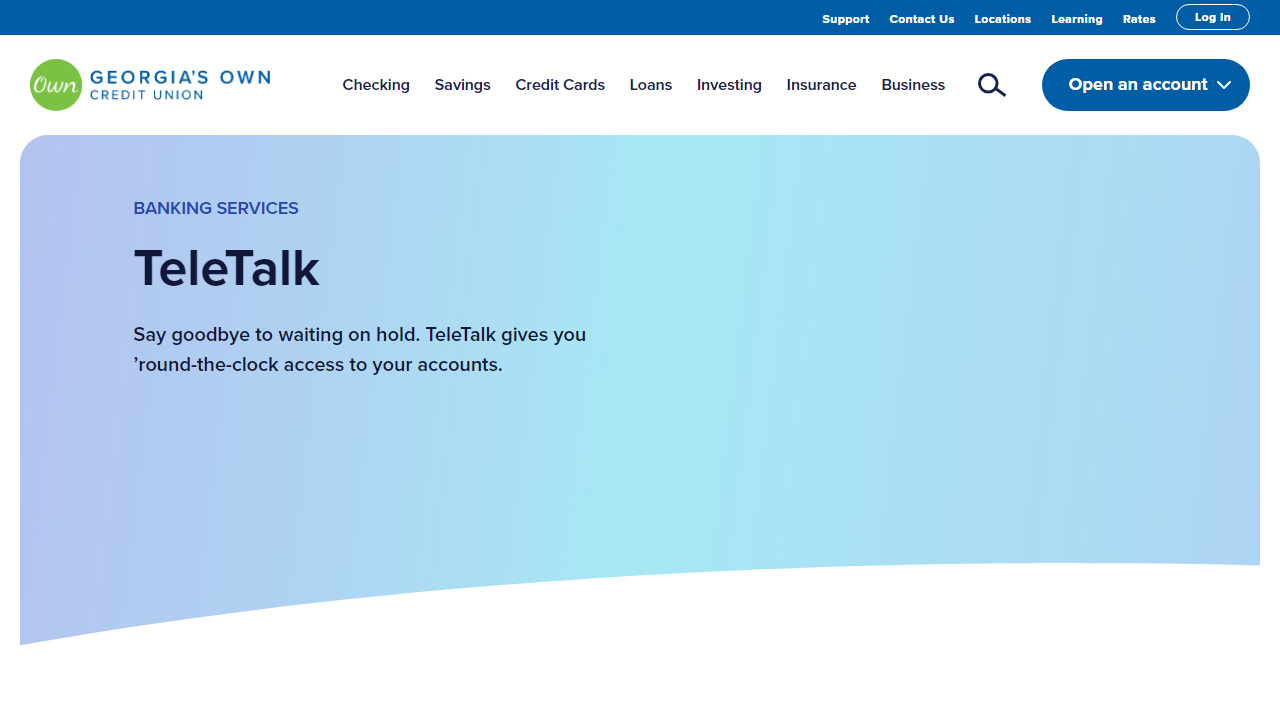 Support Contact Us Locations Learning Rates Log In
Own GEORGIA'S OWN
CREDIT UNION
Checking Savings Credit Cards Loans Investing Insurance Business Open an account
BANKING SERVICES
TeleTalk
Say goodbye to waiting on hold. TeleTalk gives you
’round-the-clock access to your accounts.